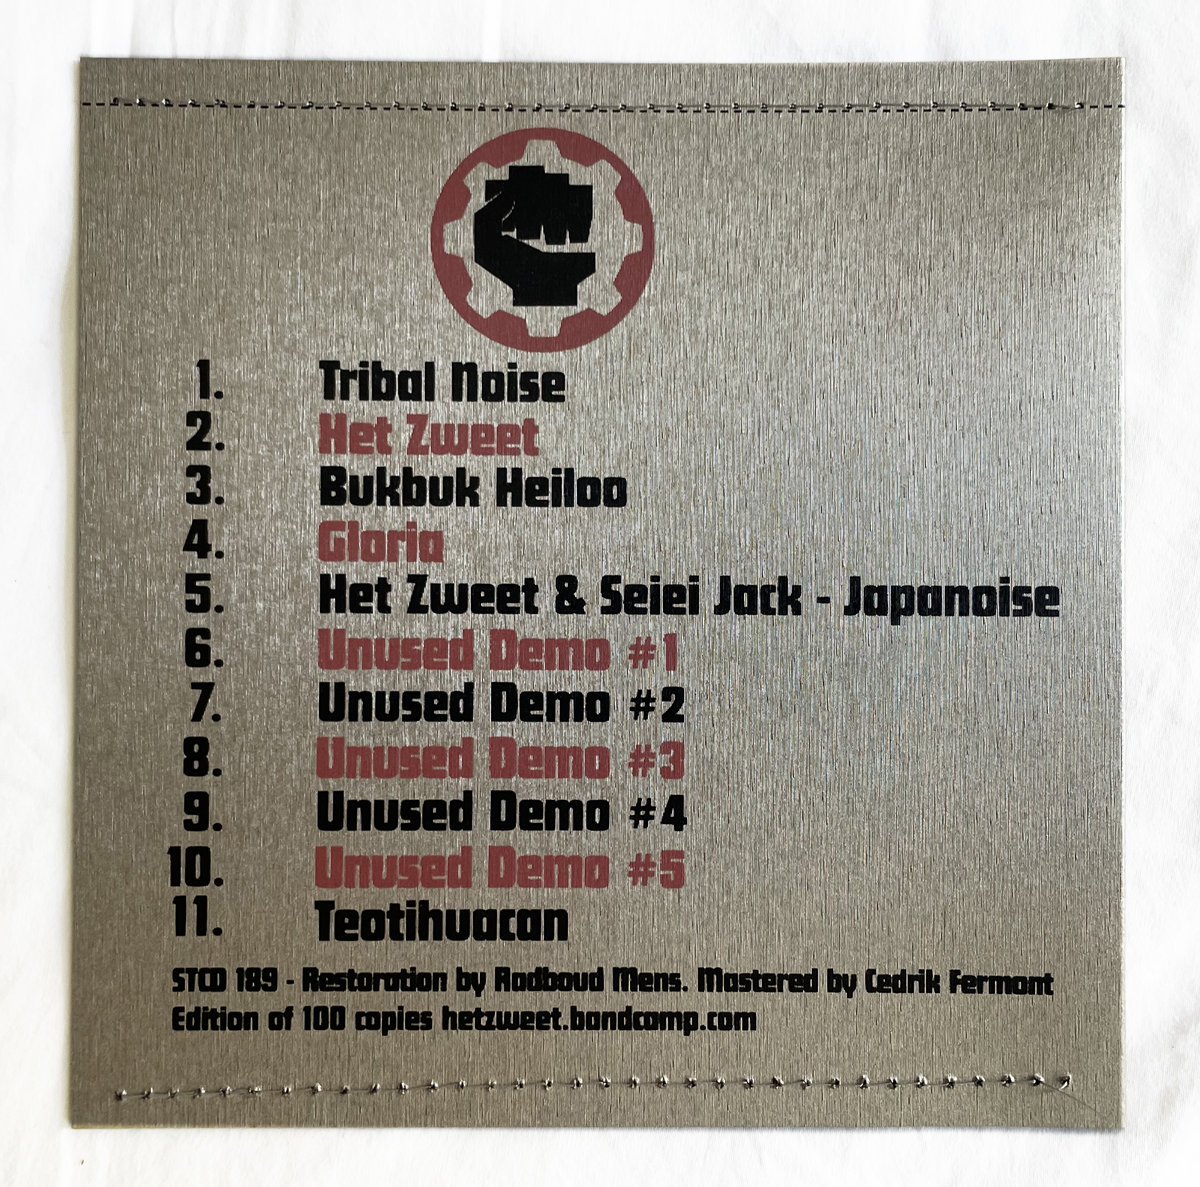 1. Tribal Noise
2. Het Zweet
3. Bukbuk Heiloo
4. Gloria
5. Het Zweet & Seiei Jack - Japanoise
6. Unused Demo #1
7. Unused Demo #2
8. Unused Demo #3
9. Unused Demo #4
10. Unused Demo #5
11. Teotihuacan
STCD 189 - Restoration by Radboud Mens. Mastered by Cedrik Fermont
Edition of 100 copies hetzweet.bandcamp.com